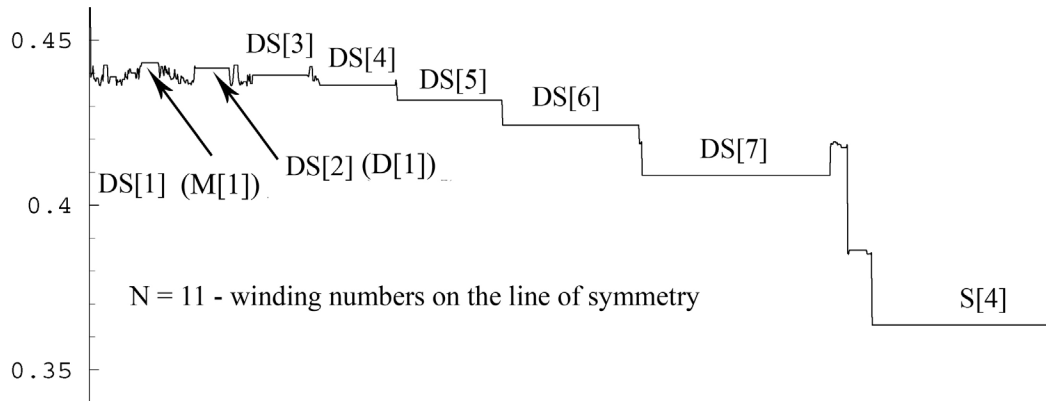 0.45
DS[3]
DS[4]
DS[5]
DS[6]
DS[7]
DS[1] (M[1])
DS[2] (D[1])
0.4
N = 11 - winding numbers on the line of symmetry
S[4]
0.35